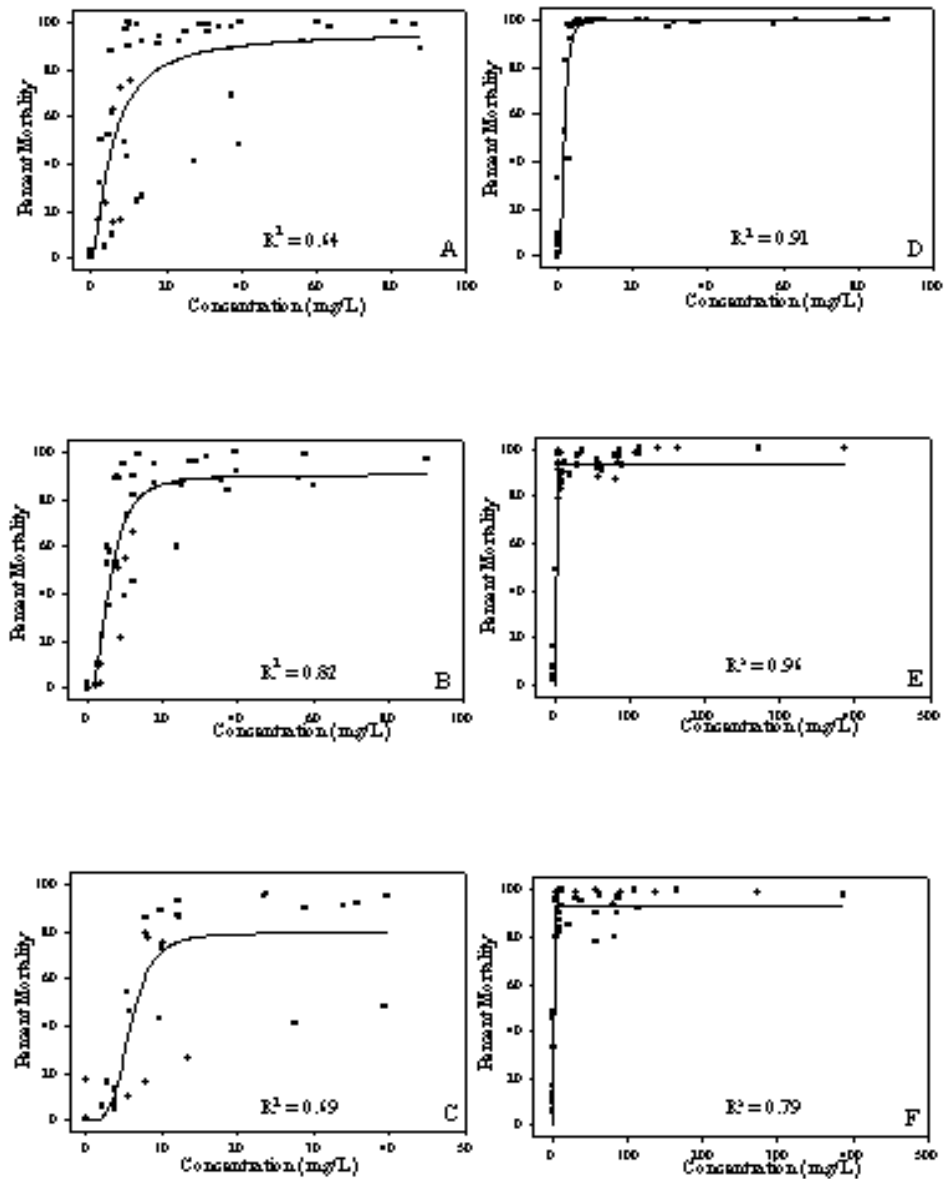 100
80
60
40
20
0
Percent Mortality
R² = 0.64
A
0 20 40 60 80 100
Concentration (mg/L)
100
80
60
40
20
0
Percent Mortality
R² = 0.91
D
0 20 40 60 80 100
Concentration (mg/L)
100
80
60
40
20
0
Percent Mortality
R² = 0.82
B
0 20 40 60 80 100
Concentration (mg/L)
100
80
60
40
20
0
Percent Mortality
R² = 0.96
E
0 100 200 300 400 500
Concentration (mg/L)
100
80
60
40
20
0
Percent Mortality
R² = 0.69
C
0 10 20 30 40 50
Concentration (mg/L)
100
80
60
40
20
0
Percent Mortality
R² = 0.79
F
0 100 200 300 400 500
Concentration (mg/L)